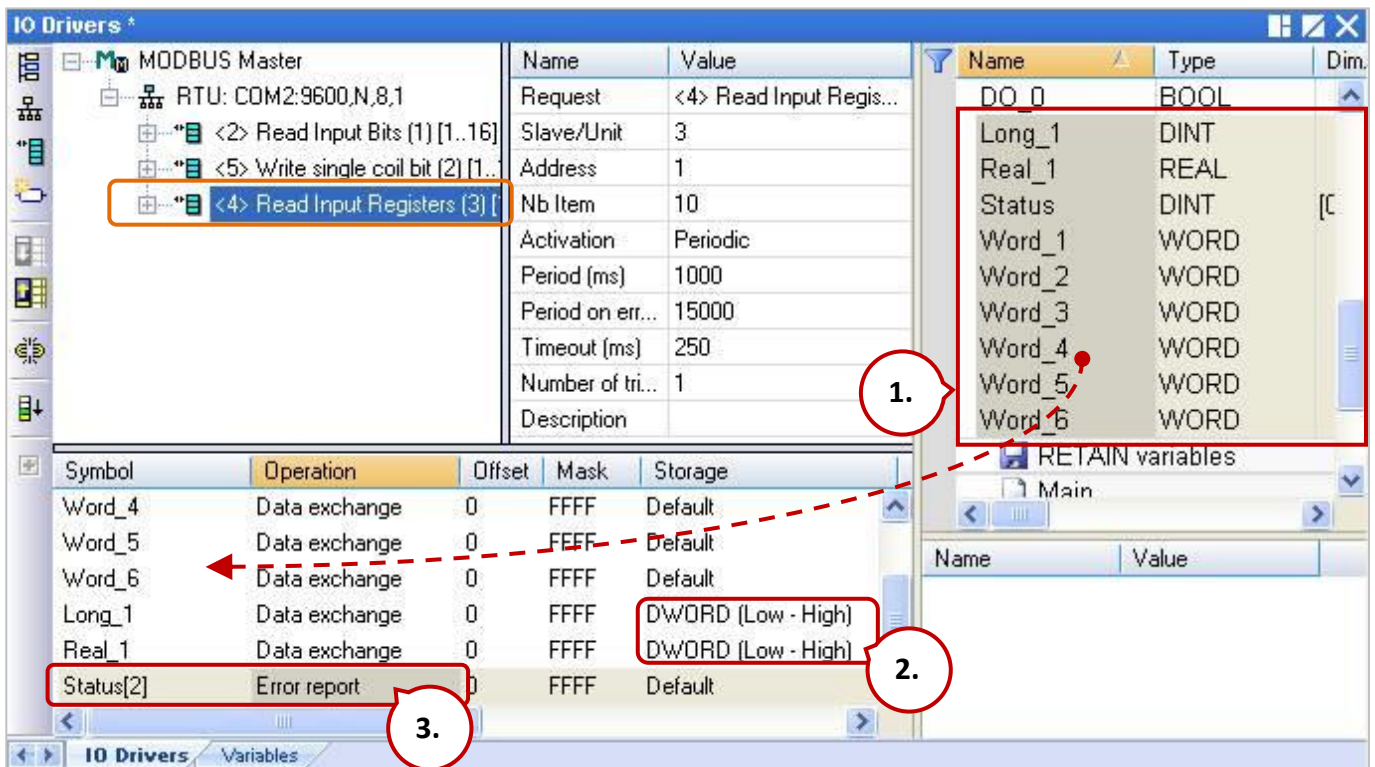 IO Drivers *
MODBUS Master
RTU: COM2:9600,N,8,1
<2> Read Input Bits (1) [1..16]
<5> Write single coil bit (2) [1..
<4> Read Input Registers (3) [
Name Value
Request <4> Read Input Regis...
Slave/Unit 3
Address 1
Nb Item 10
Activation Periodic
Period (ms) 1000
Period on err... 15000
Timeout (ms) 250
Number of tri... 1
Description
Name Type Dim.
DO_0 BOOL
Long_1 DINT
Real_1 REAL
Status DINT
Word_1 WORD
Word_2 WORD
Word_3 WORD
Word_4 WORD
Word_5 WORD
Word_6 WORD
RETAIN variables
Main
1.
Symbol Operation Offset Mask Storage
Word_4 Data exchange 0 FFFF Default
Word_5 Data exchange 0 FFFF Default
Word_6 Data exchange 0 FFFF Default
Long_1 Data exchange 0 FFFF DWORD (Low - High)
Real_1 Data exchange 0 FFFF DWORD (Low - High)
Status[2] Error report 0 FFFF Default
2.
3.
Name Value
IO Drivers Variables